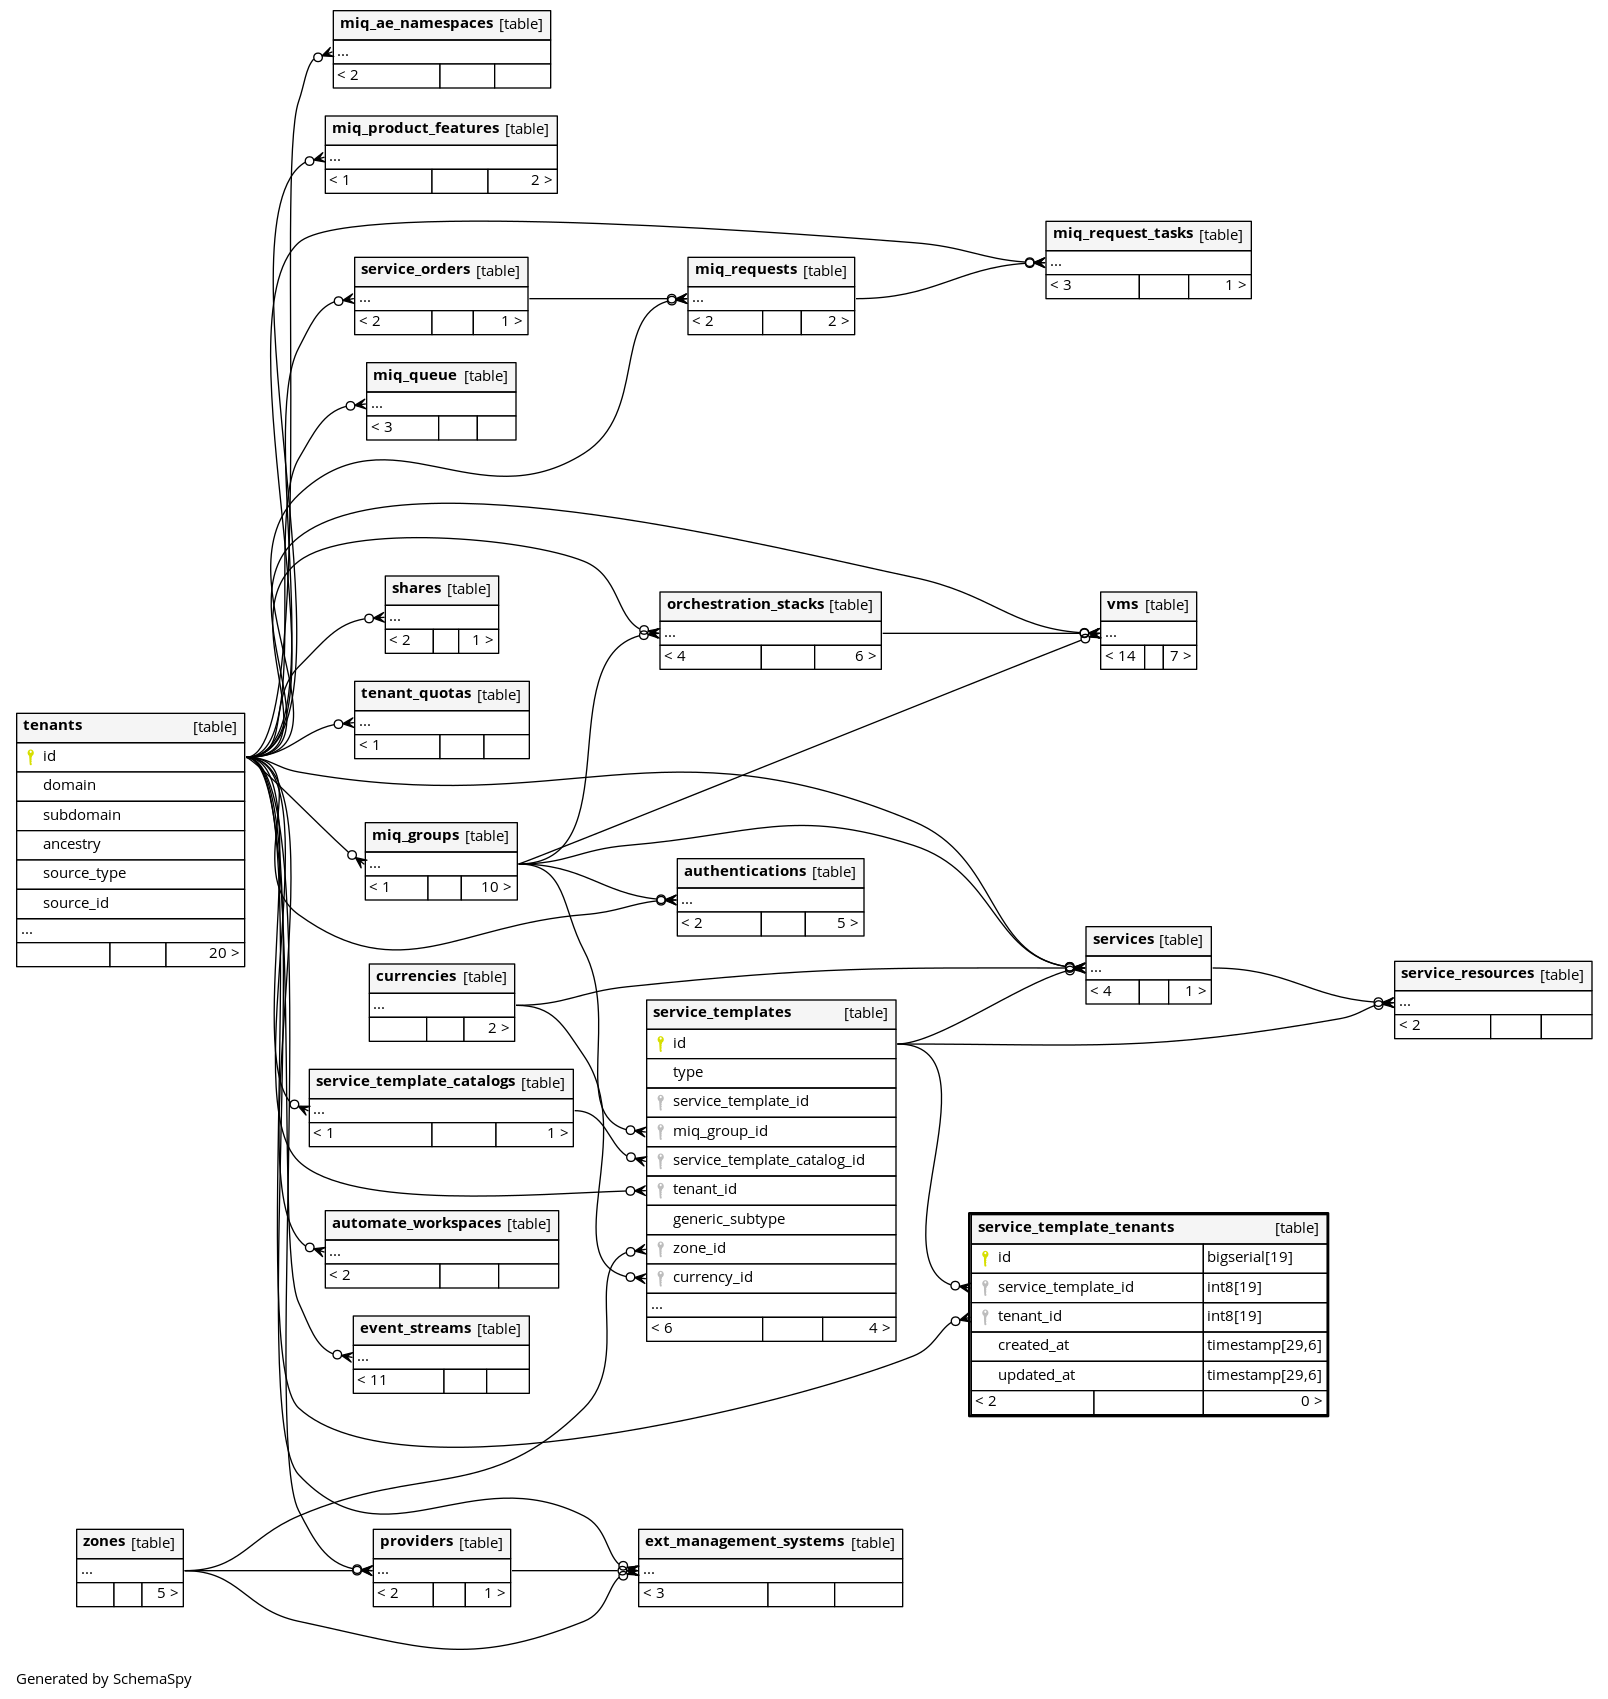 miq_ae_namespaces [table]
...
< 2
miq_product_features [table]
...
< 1 2 >
miq_request_tasks [table]
...
< 3 1 >
service_orders [table]
...
< 2 1 >
miq_requests [table]
...
< 2 2 >
miq_queue [table]
...
< 3
shares [table]
...
< 2 1 >
orchestration_stacks [table]
...
< 4 6 >
vms [table]
...
< 14 7 >
tenant_quotas [table]
...
< 1
tenants [table]
id
domain
subdomain
ancestry
source_type
source_id
...
20 >
miq_groups [table]
...
< 1 10 >
authentications [table]
...
< 2 5 >
services [table]
...
< 4 1 >
service_resources [table]
...
< 2
currencies [table]
...
2 >
service_templates [table]
id
type
service_template_id
miq_group_id
service_template_catalog_id
tenant_id
generic_subtype
zone_id
currency_id
...
< 6 4 >
service_template_catalogs [table]
...
< 1 1 >
automate_workspaces [table]
...
< 2
service_template_tenants [table]
id bigserial[19]
service_template_id int8[19]
tenant_id int8[19]
created_at timestamp[29,6]
updated_at timestamp[29,6]
< 2 0 >
event_streams [table]
...
< 11
zones [table]
...
5 >
providers [table]
...
< 2 1 >
ext_management_systems [table]
...
< 3
Generated by SchemaSpy